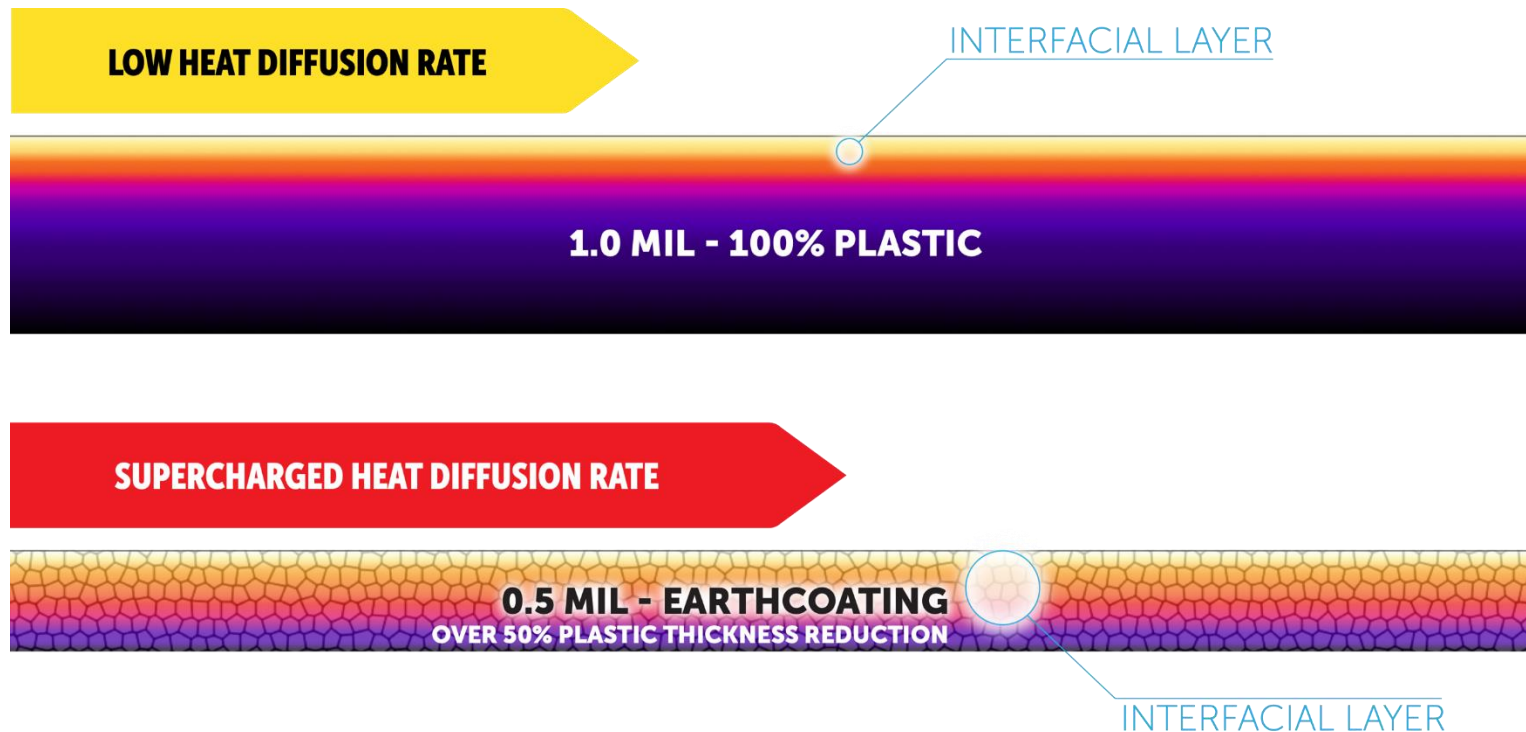 LOW HEAT DIFFUSION RATE
INTERFACIAL LAYER
1.0 MIL - 100% PLASTIC
SUPERCHARGED HEAT DIFFUSION RATE
0.5 MIL - EARTHCOATING
OVER 50% PLASTIC THICKNESS REDUCTION
INTERFACIAL LAYER